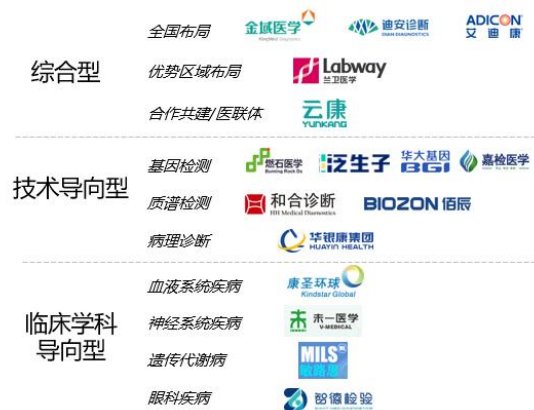 全国布局 金域医学 迪安诊断 DIAN DIAGNOSTICS ADICON 艾迪康
综合型 优势区域布局 Labway 兰卫医学
合作共建/医联体 云康 YUNKANG
基因检测 燃石医学 Burning Rock Dx 泛生子 华大基因 BGI 嘉检医学
技术导向型 质谱检测 和合诊断 HH Medical Diagnostics BIOZON 佰辰
病理诊断 华银康集团 HUAYIN HEALTH
血液系统疾病 康圣环球 Kindstar Global
临床学科
导向型
神经系统疾病 未一医学 V-MEDICAL
遗传代谢病 MILS
眼科疾病 智德检验